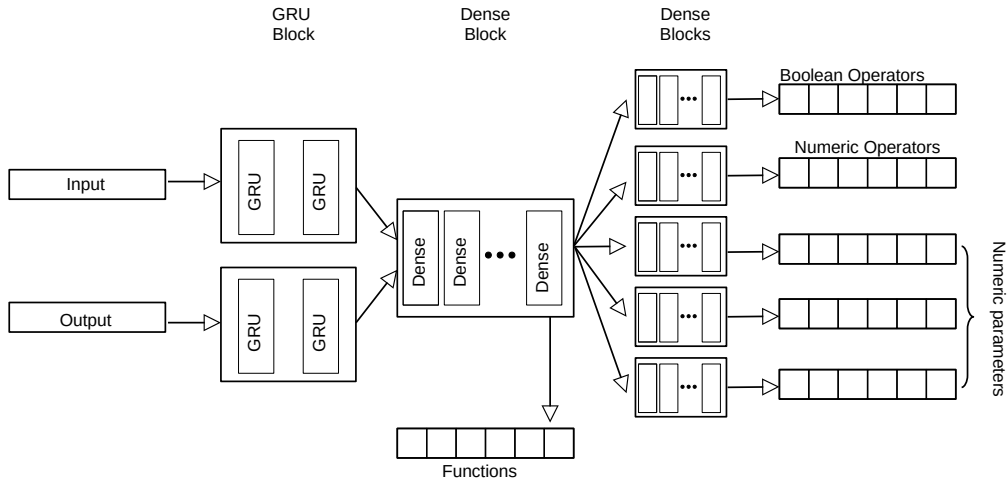 GRU
Block
Dense
Block
Dense
Blocks
Boolean Operators
Numeric Operators
Input
GRU
GRU
Dense
Dense
•••
Dense
•••
•••
•••
•••
•••
Output
GRU
GRU
Numeric parameters
Functions